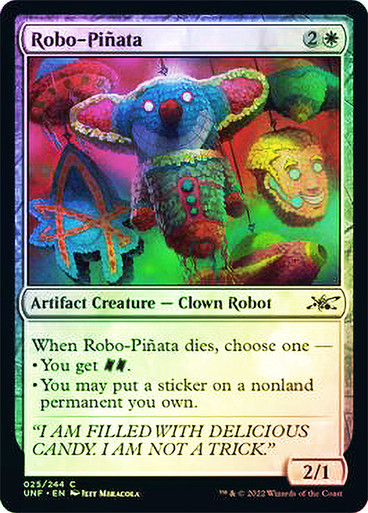 Robo-Piñata 2
Artifact Creature — Clown Robot
When Robo-Piñata dies, choose one —
• You get .
• You may put a sticker on a nonland
permanent you own.
"I AM FILLED WITH DELICIOUS
CANDY. I AM NOT A TRICK."
2/1
025/244 C
UNF • EN Jeff Miracola
™ & © 2022 Wizards of the Coast